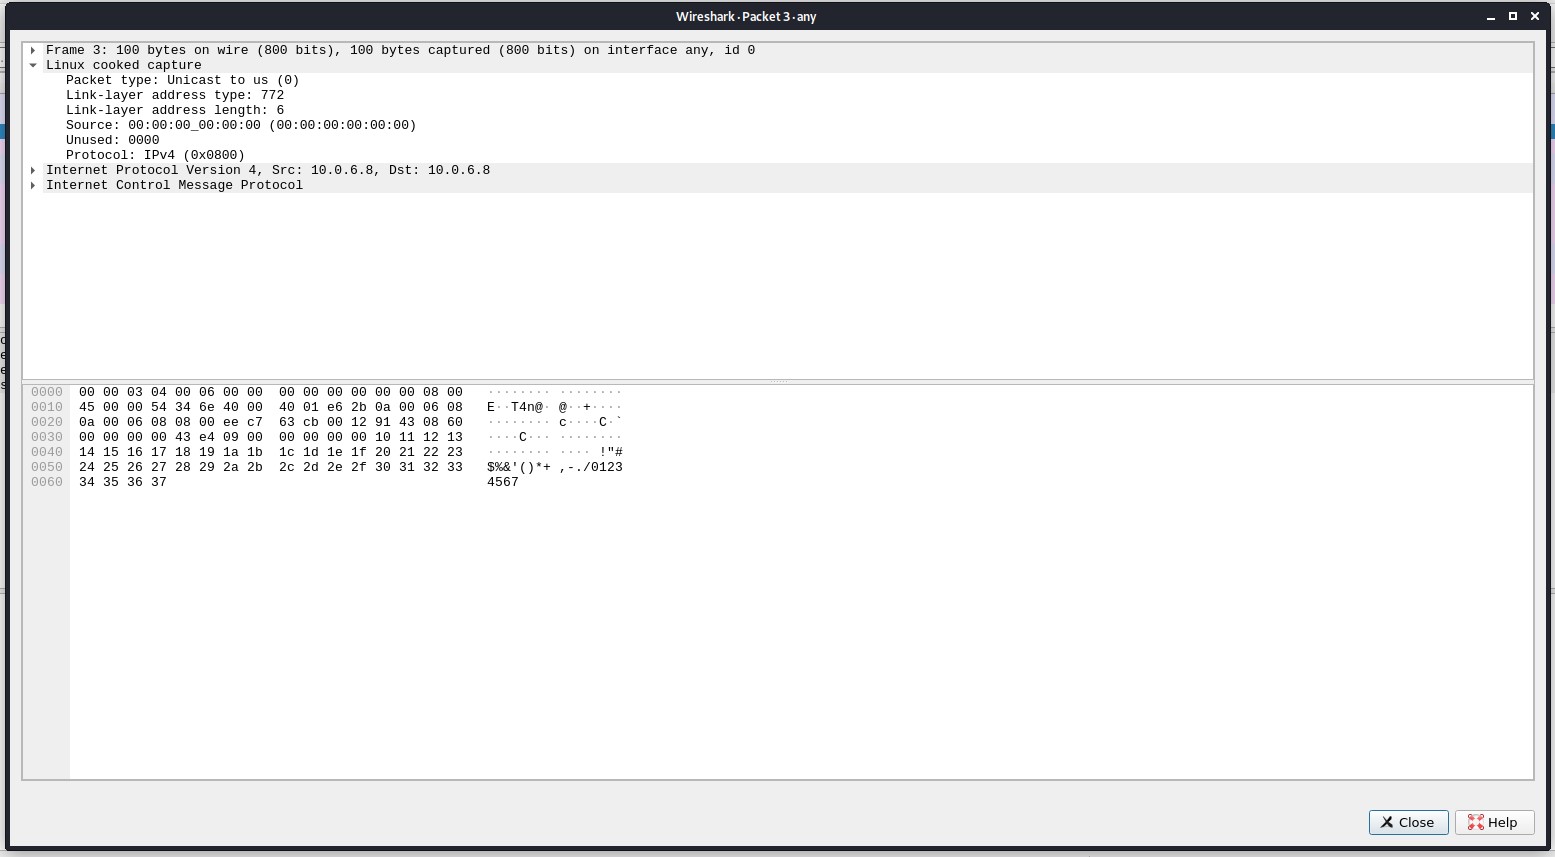 Wireshark · Packet 3 · any
Frame 3: 100 bytes on wire (800 bits), 100 bytes captured (800 bits) on interface any, id 0
Linux cooked capture
Packet type: Unicast to us (0)
Link-layer address type: 772
Link-layer address length: 6
Source: 00:00:00_00:00:00 (00:00:00:00:00:00)
Unused: 0000
Protocol: IPv4 (0x0800)
Internet Protocol Version 4, Src: 10.0.6.8, Dst: 10.0.6.8
Internet Control Message Protocol
0000 00 00 03 04 00 06 00 00 00 00 00 00 00 00 08 00 ········ ········
0010 45 00 00 54 34 6e 40 00 40 01 e6 2b 0a 00 06 08 E··T4n@· @··+····
0020 0a 00 06 08 08 00 ee c7 63 cb 00 12 91 43 08 60 ········ c····C·`
0030 00 00 00 00 43 e4 09 00 00 00 00 00 10 11 12 13 ····C··· ········
0040 14 15 16 17 18 19 1a 1b 1c 1d 1e 1f 20 21 22 23 ········ ···· !"#
0050 24 25 26 27 28 29 2a 2b 2c 2d 2e 2f 30 31 32 33 $%&'()*+ ,-./0123
0060 34 35 36 37 4567
Close Help